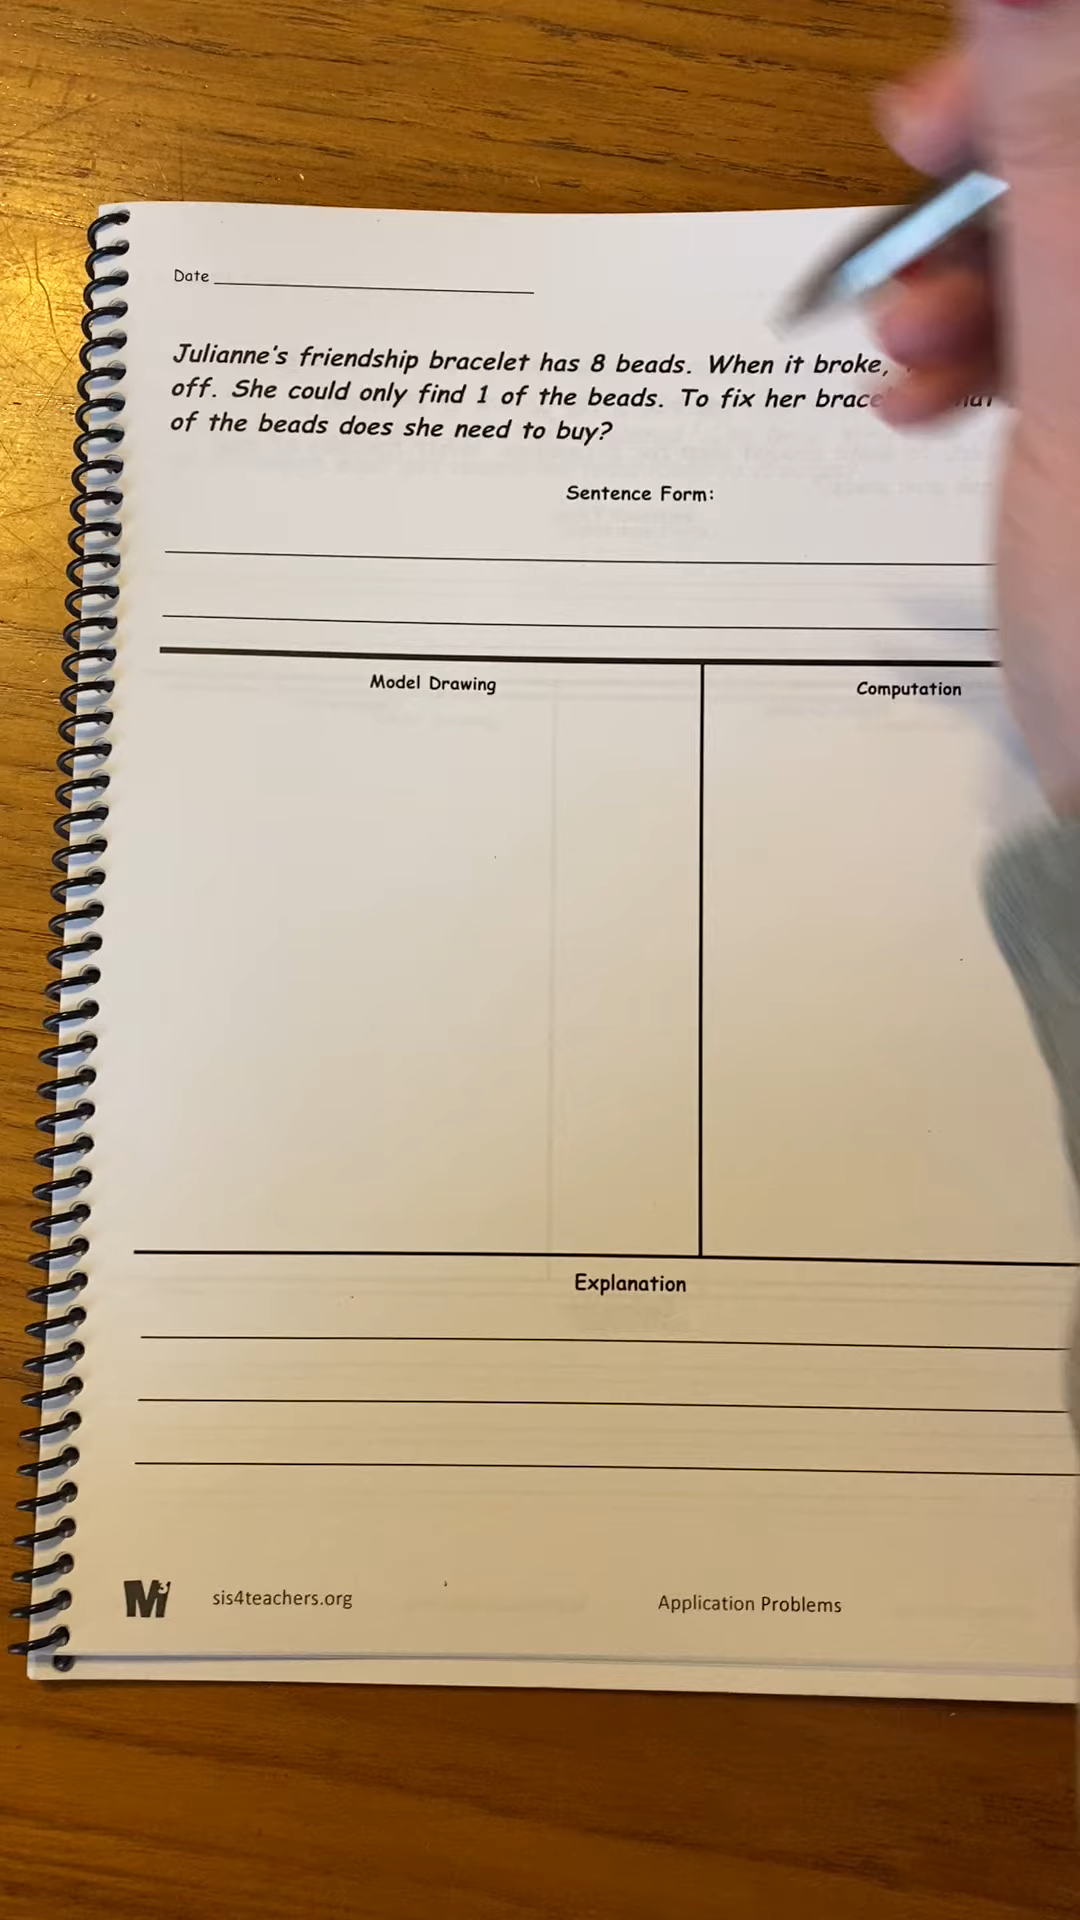 Date
Julianne's friendship bracelet has 8 beads. When it broke,
off. She could only find 1 of the beads. To fix her
of the beads does she need to buy?
Sentence Form:
Model Drawing
Computation
Explanation
M³
sis4teachers.org
Application Problems